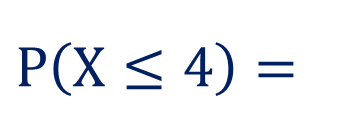 P(X ≤ 4) =